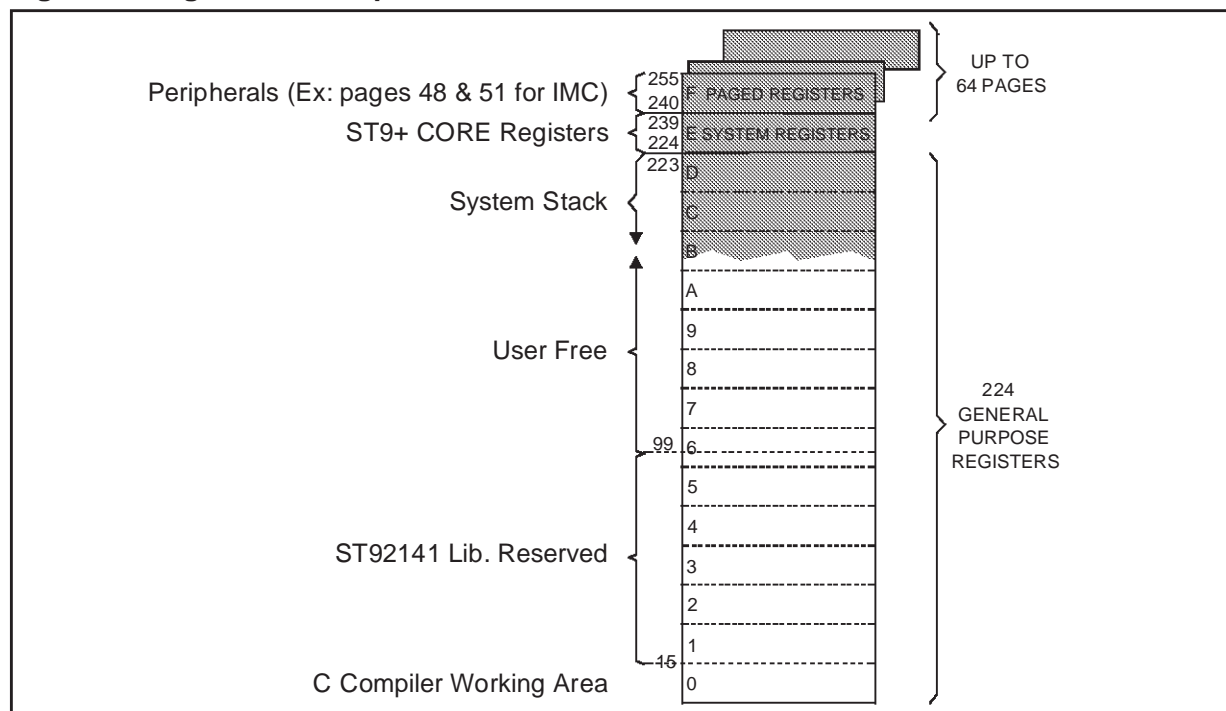 UP TO
64 PAGES
Peripherals (Ex: pages 48 & 51 for IMC)
255
240
F PAGED REGISTERS
ST9+ CORE Registers
239
224
E SYSTEM REGISTERS
223
D
System Stack
C
B
A
9
User Free
8
7
224
GENERAL
PURPOSE
REGISTERS
99
6
5
4
ST92141 Lib. Reserved
3
2
1
15
C Compiler Working Area
0